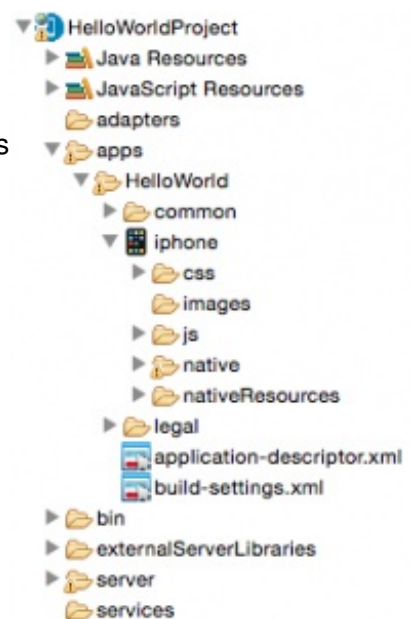 HelloWorldProject
Java Resources
JavaScript Resources
adapters
s
apps
HelloWorld
common
iphone
css
images
js
native
nativeResources
legal
application-descriptor.xml
build-settings.xml
bin
externalServerLibraries
server
services